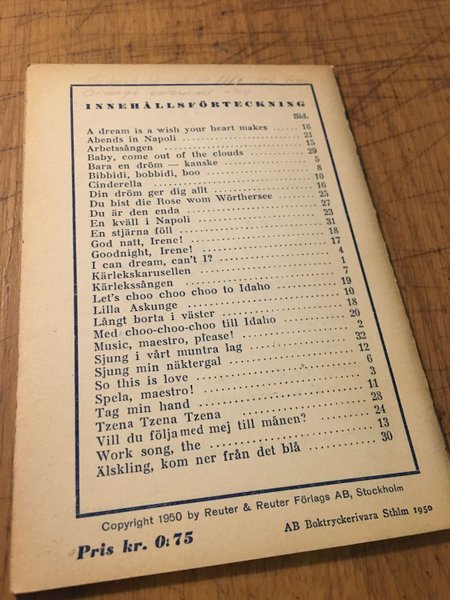 Orange coloured
INNEHÅLLSFÖRTECKNING
Sid.
A dream is a wish your heart makes ...... 16
Abends in Napoli .................. 21
Arbetssången .................. 15
Baby, come out of the clouds .......... 29
Bara en dröm — kanske .............. 5
Bibbidi, bobbidi, boo .................. 8
Cinderella .................. 10
Din dröm ger dig allt .................. 16
Du bist die Rose wom Wörthersee ...... 25
Du är den enda .................. 27
En kväll i Napoli .................. 23
En stjärna föll .................. 31
God natt, Irene! .................. 18
Goodnight, Irene! .................. 17
I can dream, can't I? .................. 4
Kärlekskarusellen .................. 1
Kärlekssången .................. 7
Let's choo choo choo to Idaho .......... 19
Lilla Askunge .................. 10
Långt borta i väster .................. 18
Med choo-choo-choo till Idaho .......... 20
Music, maestro, please! .................. 2
Sjung i vårt muntra lag .................. 32
Sjung min näktergal .................. 12
So this is love .................. 6
Spela, maestro! .................. 3
Tag min hand .................. 11
Tzena Tzena Tzena .................. 28
Vill du följa med mej till månen? ...... 24
Work song, the .................. 13
Älskling, kom ner från det blå .......... 30
Copyright 1950 by Reuter & Reuter Förlags AB, Stockholm
Pris kr. 0:75
AB Boktryckerivara Sthlm 1950